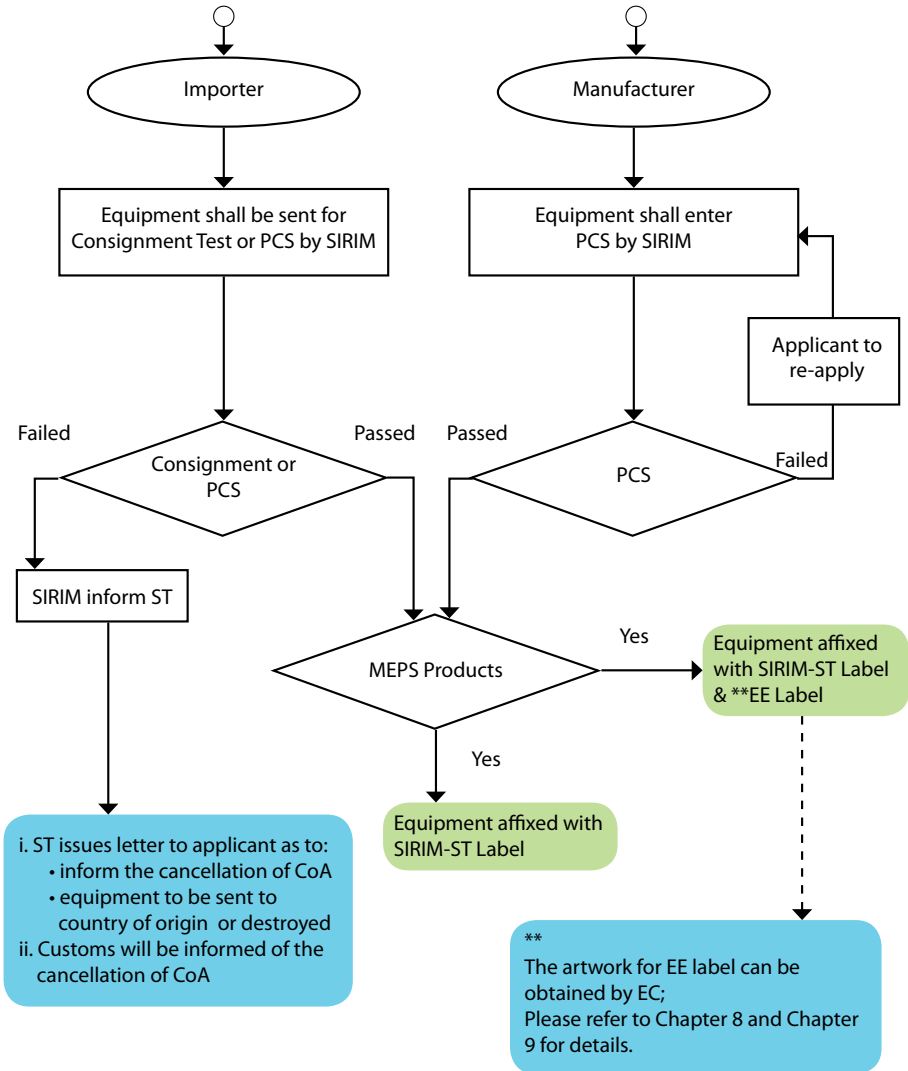 Importer
Manufacturer
Equipment shall be sent for
Consignment Test or PCS by SIRIM
Equipment shall enter
PCS by SIRIM
Applicant to
re-apply
Failed
Passed
Passed
Failed
Consignment or
PCS
PCS
SIRIM inform ST
MEPS Products
Yes
Equipment affixed
with SIRIM-ST Label
& **EE Label
Yes
Equipment affixed with
SIRIM-ST Label
i. ST issues letter to applicant as to:
• inform the cancellation of CoA
• equipment to be sent to
country of origin or destroyed
ii. Customs will be informed of the
cancellation of CoA
**
The artwork for EE label can be
obtained by EC;
Please refer to Chapter 8 and Chapter
9 for details.